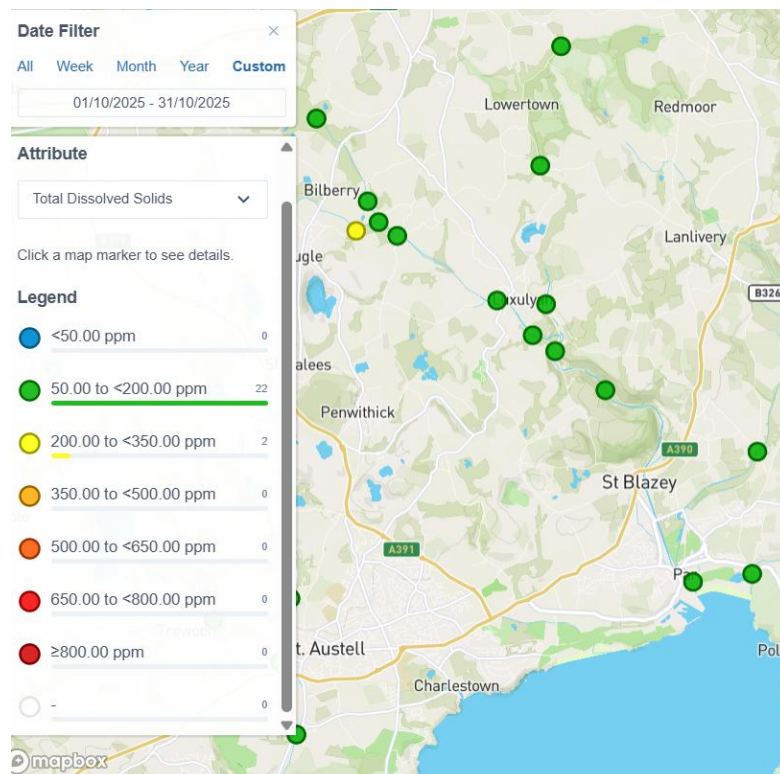 Date Filter ×
All Week Month Year Custom
01/10/2025 - 31/10/2025
Attribute
Total Dissolved Solids
Click a map marker to see details.
Legend
<50.00 ppm 0
50.00 to <200.00 ppm 22
200.00 to <350.00 ppm 2
350.00 to <500.00 ppm 0
500.00 to <650.00 ppm 0
650.00 to <800.00 ppm 0
≥800.00 ppm 0
- 0
mapbox
Lowertown
Redmoor
Bilberry
ugle
Lanlivery
B326
uxuly
alees
Penwithick
A390
St Blazey
A391
Pa
t. Austell
Pol
Charlestown